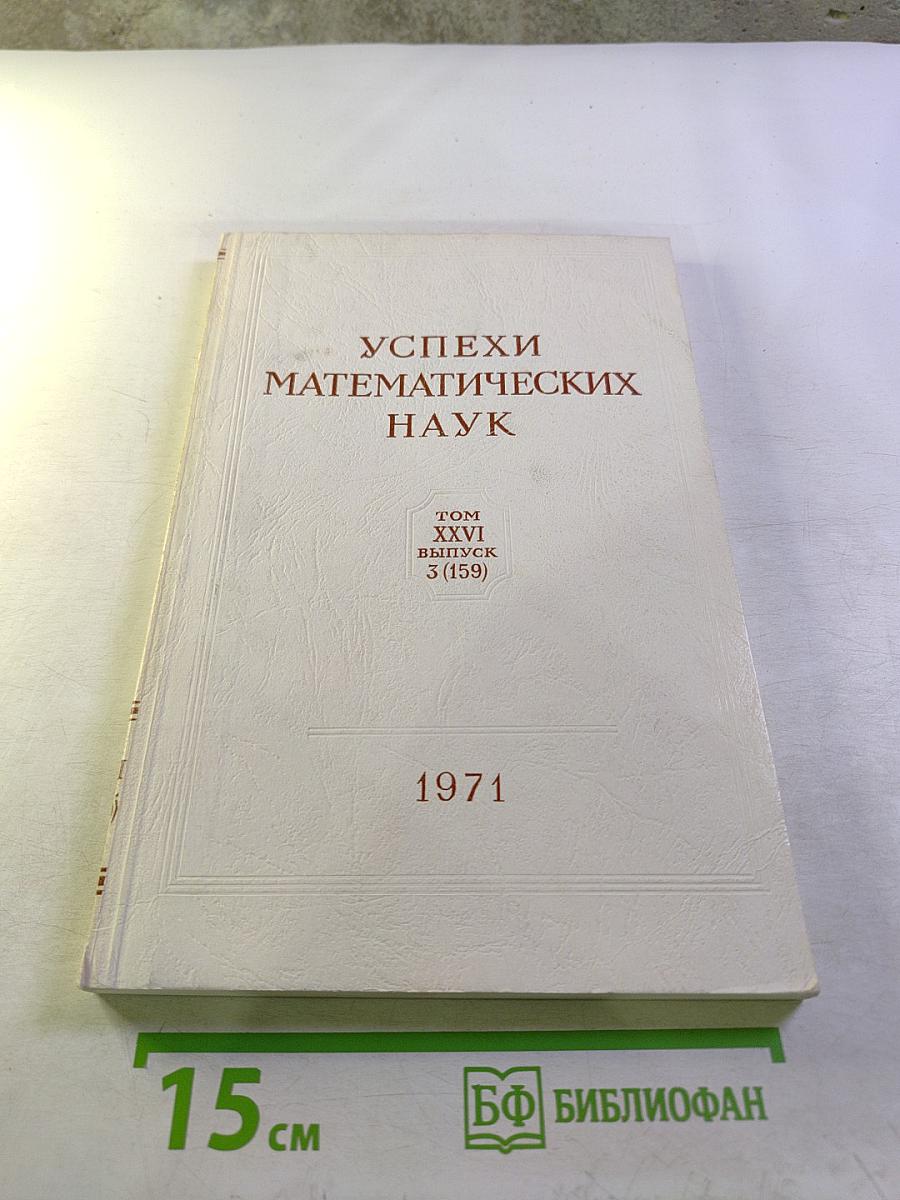 УСПЕХИ
МАТЕМАТИЧЕСКИХ
НАУК
ТОМ
XXVI
ВЫПУСК
3 (159)
1971
15 см
БФ БИБЛИОФАН